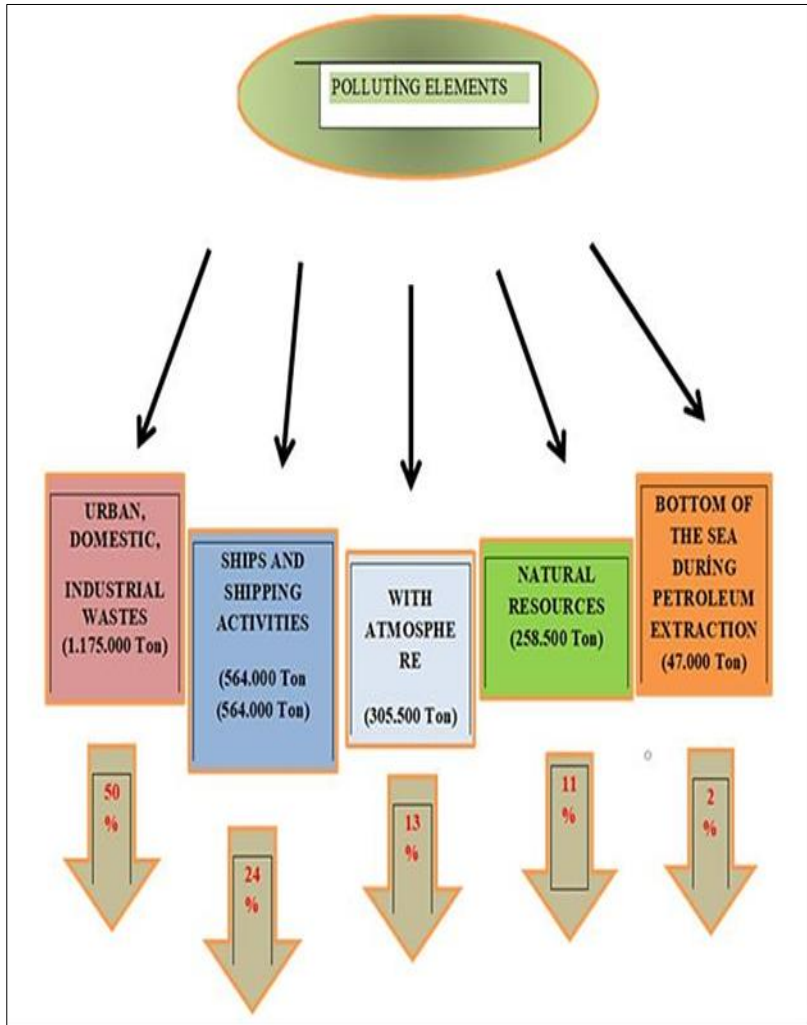 POLLUTİNG ELEMENTS
URBAN,
DOMESTIC,
INDUSTRIAL
WASTES
(1.175.000 Ton)
SHIPS AND
SHIPPING
ACTIVITIES
(564.000 Ton
(564.000 Ton)
WITH
ATMOSPHE
RE
(305.500 Ton)
NATURAL
RESOURCES
(258.500 Ton)
BOTTOM OF
THE SEA
DURİNG
PETROLEUM
EXTRACTION
(47.000 Ton)
50
%
24
%
13
%
11
%
2
%